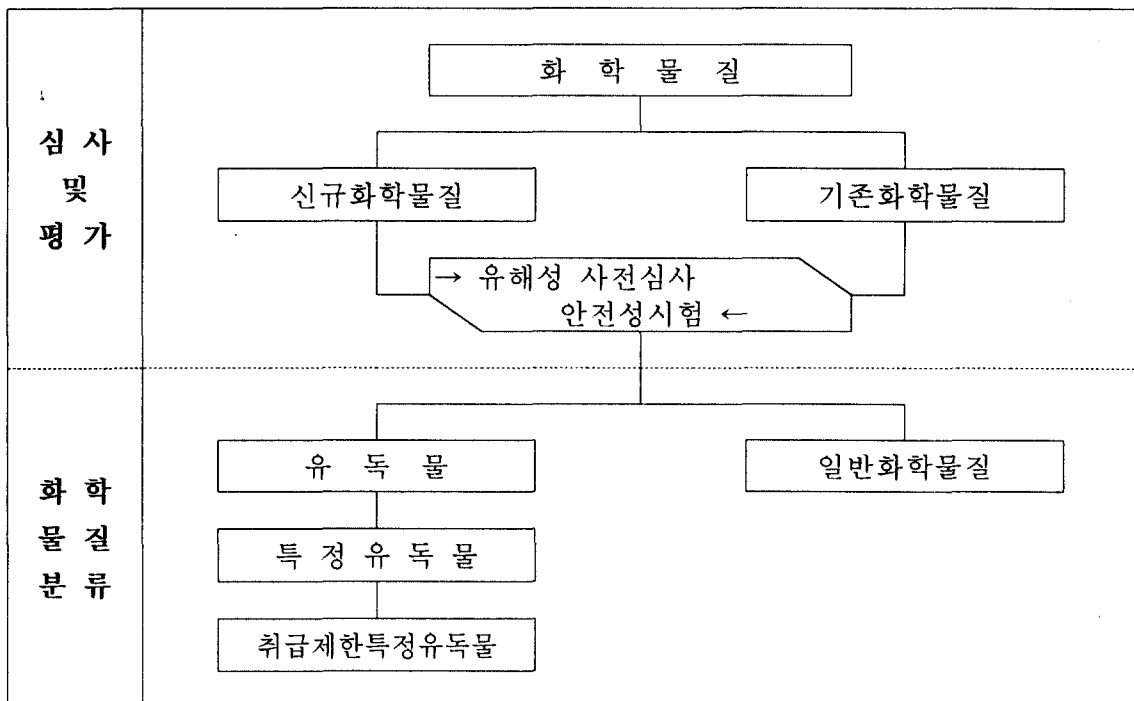 심 사
및
평 가
화 학 물 질
신규화학물질
기존화학물질
→ 유해성 사전심사
안전성시험 ←
화 학
물 질
분 류
유 독 물
일반화학물질
특 정 유 독 물
취급제한특정유독물